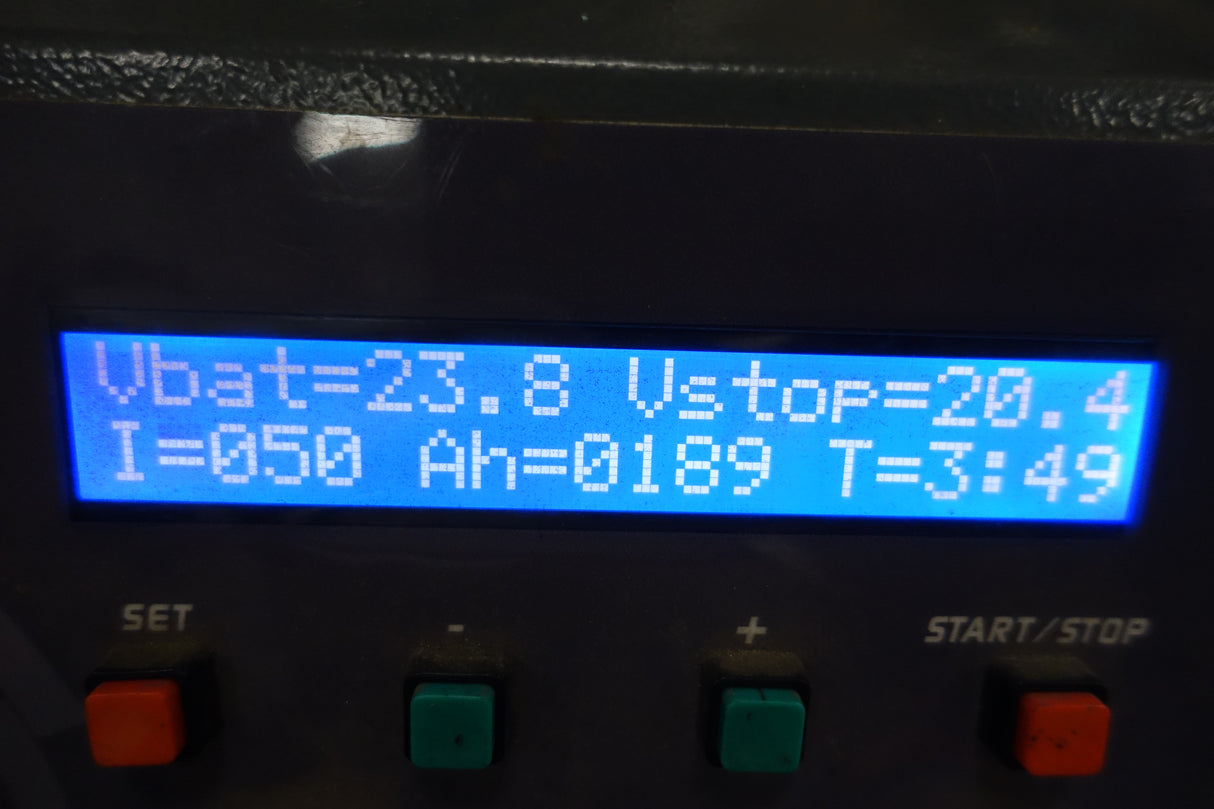 Vbat=23.8 Vstop=20.4
I=050 Ah=0189 T=3:49
SET - + START/STOP